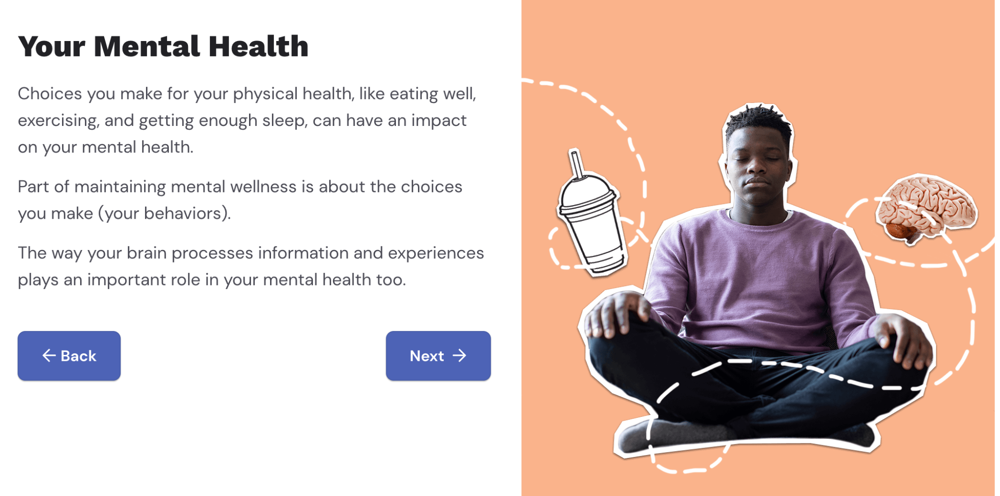 Your Mental Health
Choices you make for your physical health, like eating well,
exercising, and getting enough sleep, can have an impact
on your mental health.
Part of maintaining mental wellness is about the choices
you make (your behaviors).
The way your brain processes information and experiences
plays an important role in your mental health too.
← Back
Next →